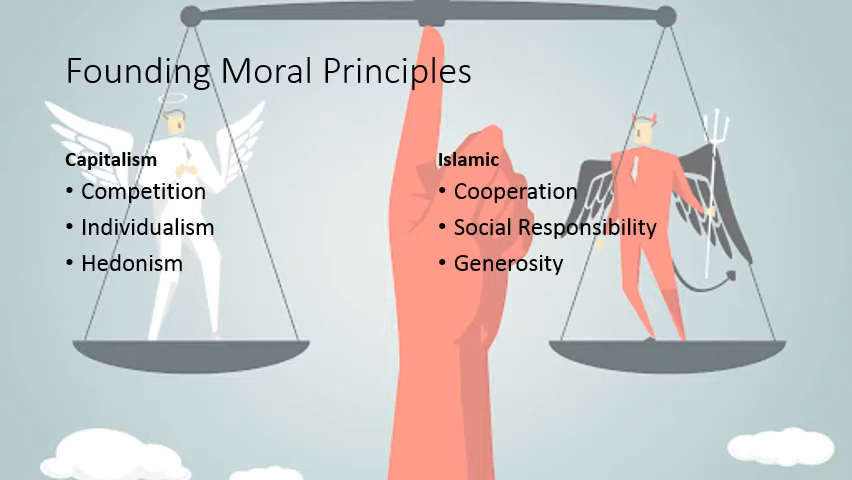 Founding Moral Principles
Capitalism
• Competition
• Individualism
• Hedonism
Islamic
• Cooperation
• Social Responsibility
• Generosity